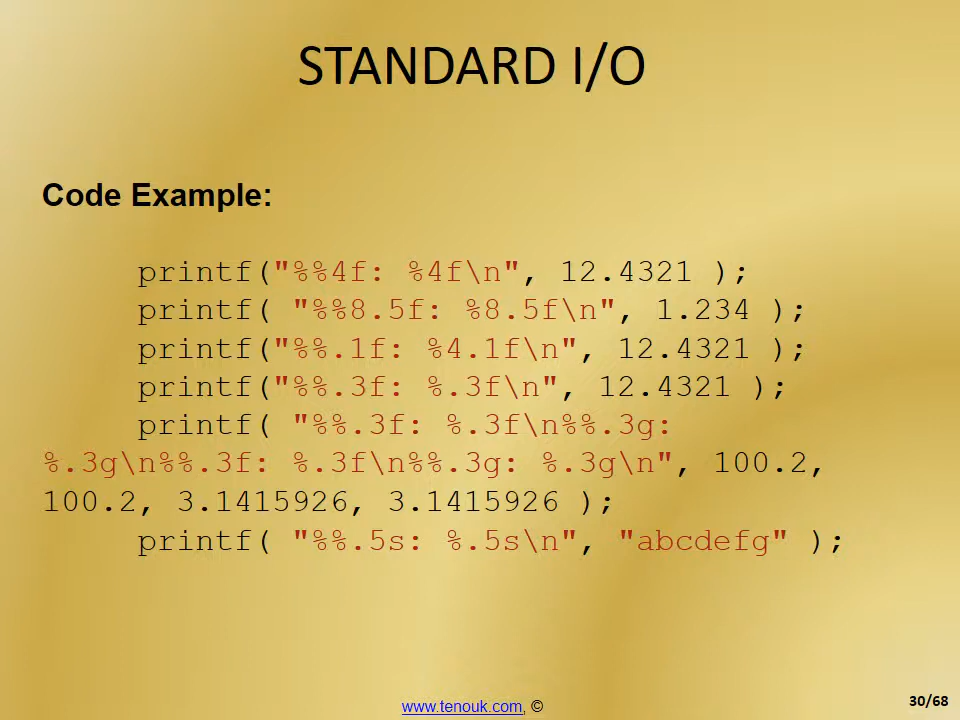 STANDARD I/O
Code Example:
printf("%%4f: %4f\n", 12.4321 );
printf( "%%8.5f: %8.5f\n", 1.234 );
printf("%%.1f: %4.1f\n", 12.4321 );
printf("%%.3f: %.3f\n", 12.4321 );
printf( "%%.3f: %.3f\n%%.3g:
%.3g\n%%.3f: %.3f\n%%.3g: %.3g\n", 100.2,
100.2, 3.1415926, 3.1415926 );
printf( "%%.5s: %.5s\n", "abcdefg" );
www.tenouk.com, ©
30/68